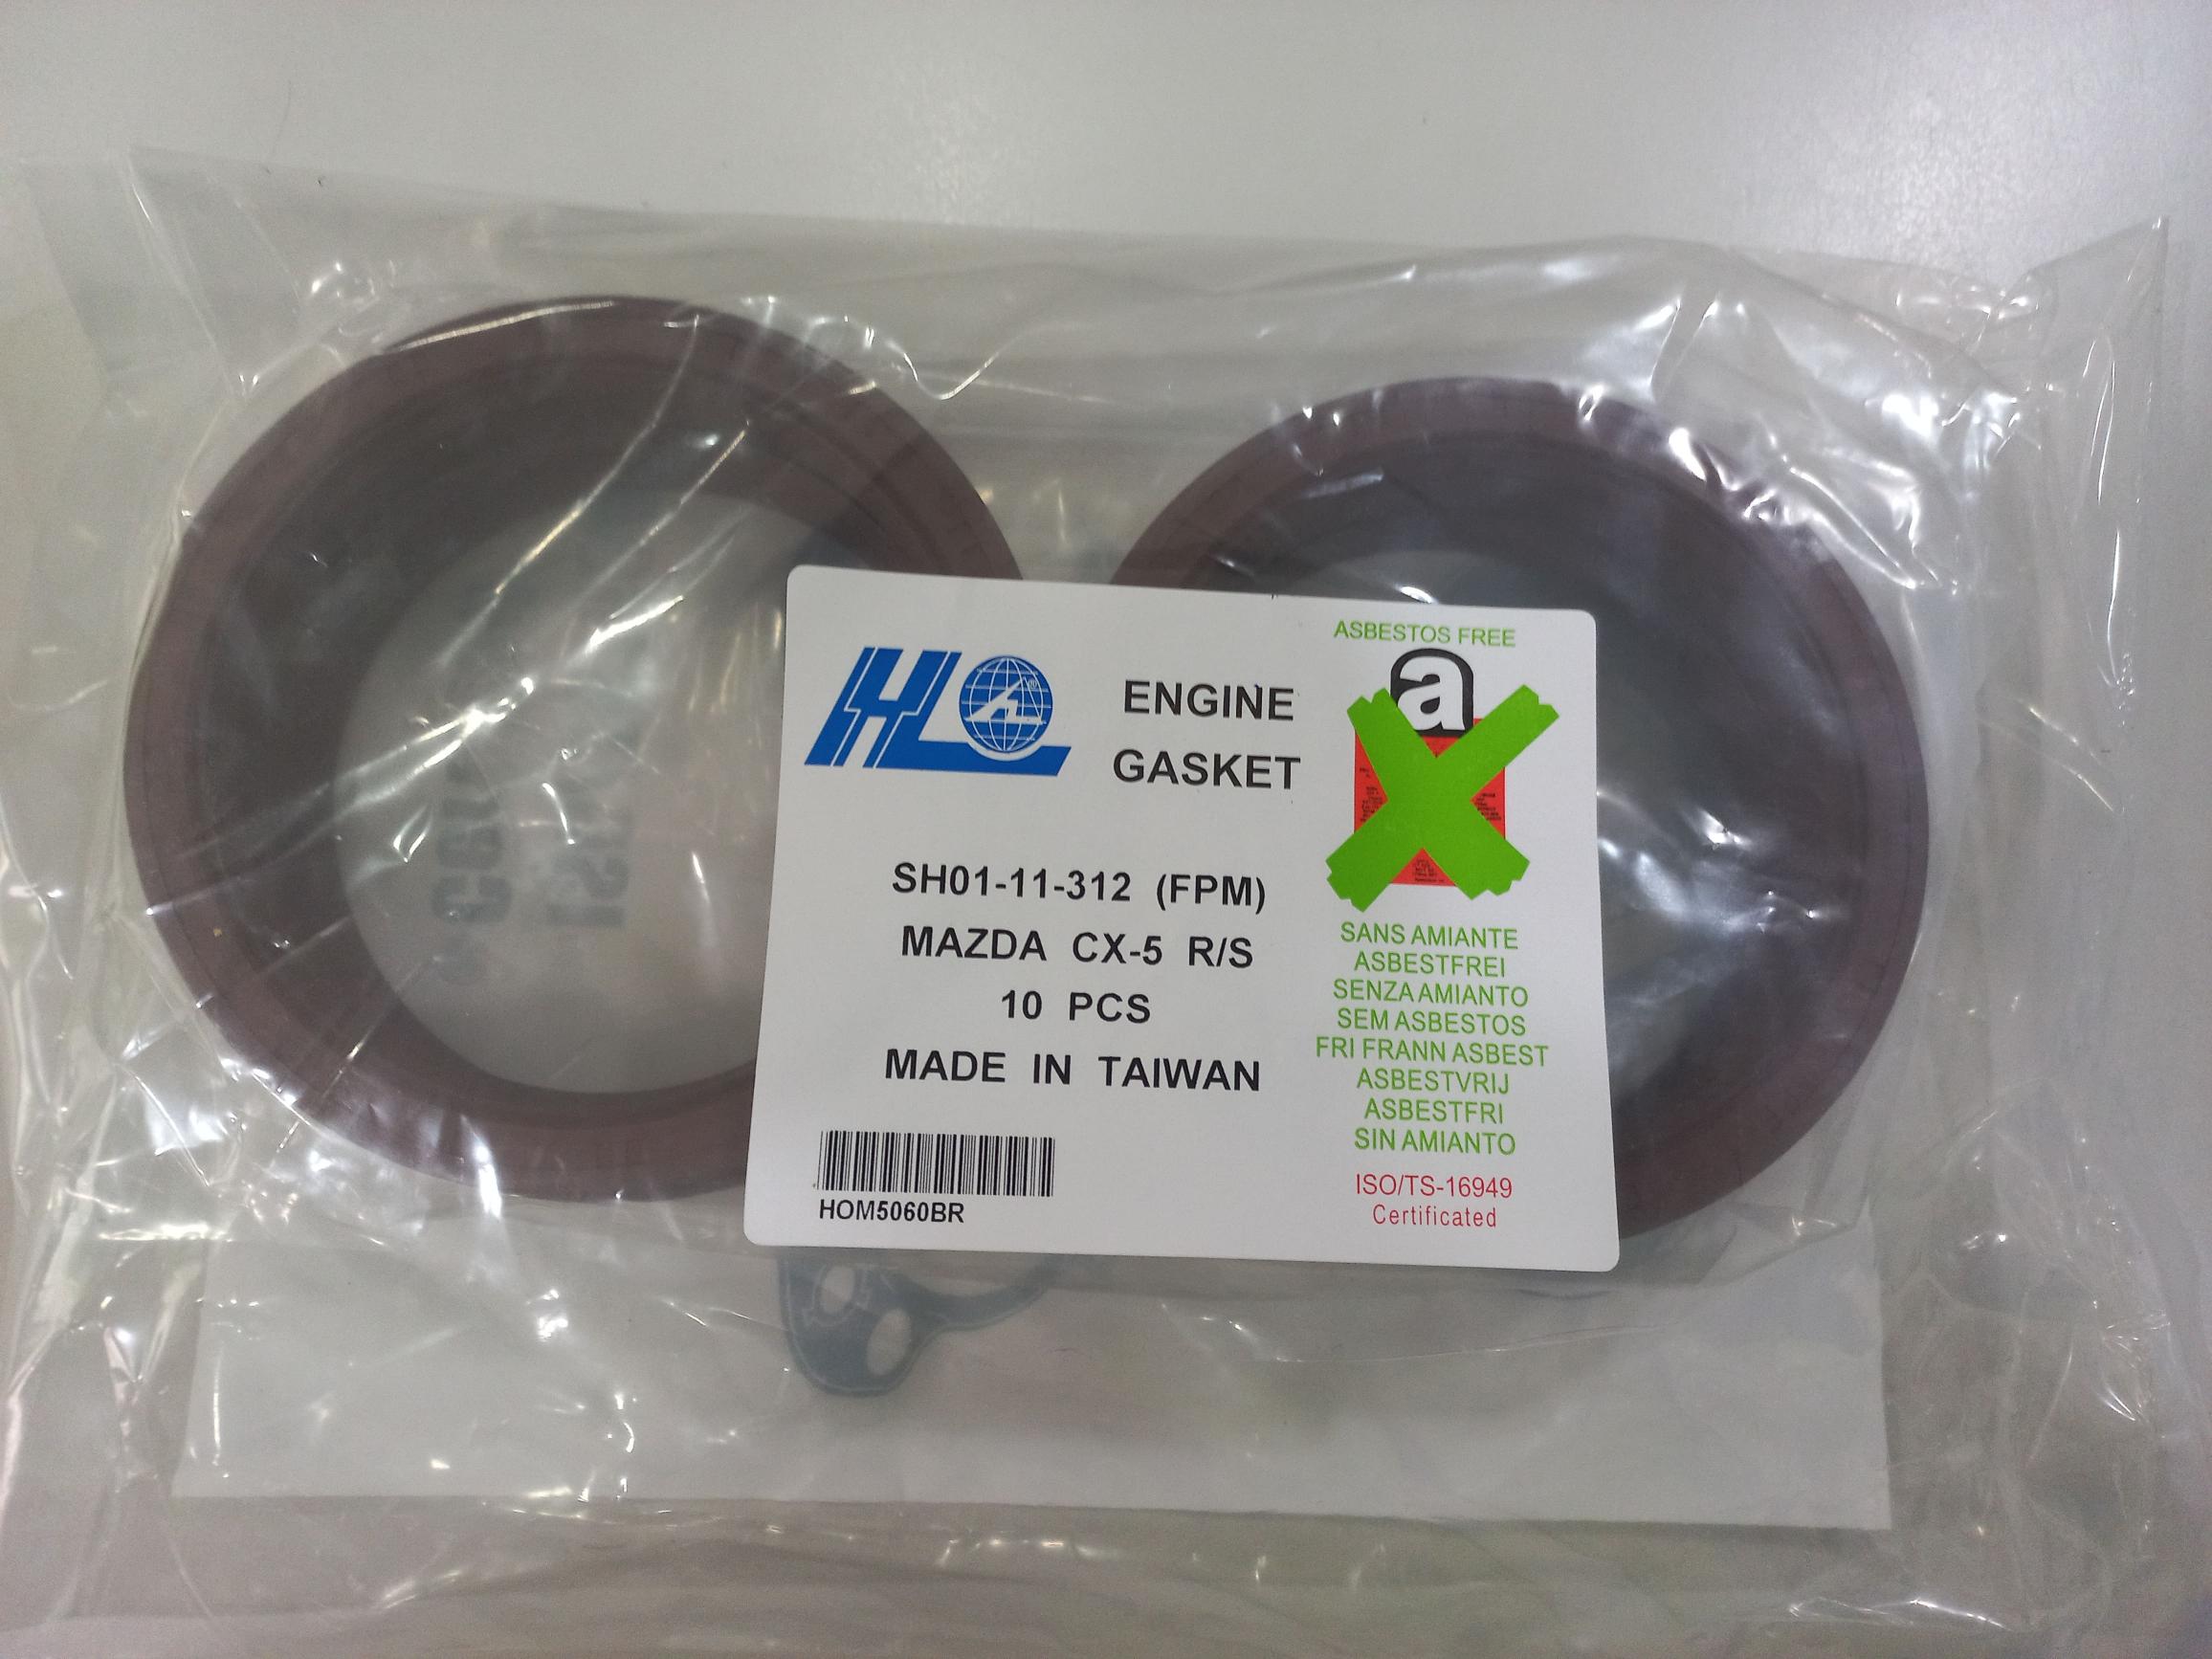 HL
ENGINE
GASKET
SH01-11-312 (FPM)
MAZDA CX-5 R/S
10 PCS
MADE IN TAIWAN
HOM5060BR
ASBESTOS FREE
a
SANS AMIANTE
ASBESTFREI
SENZA AMIANTO
SEM ASBESTOS
FRI FRANN ASBEST
ASBESTVRIJ
ASBESTFRI
SIN AMIANTO
ISO/TS-16949
Certificated